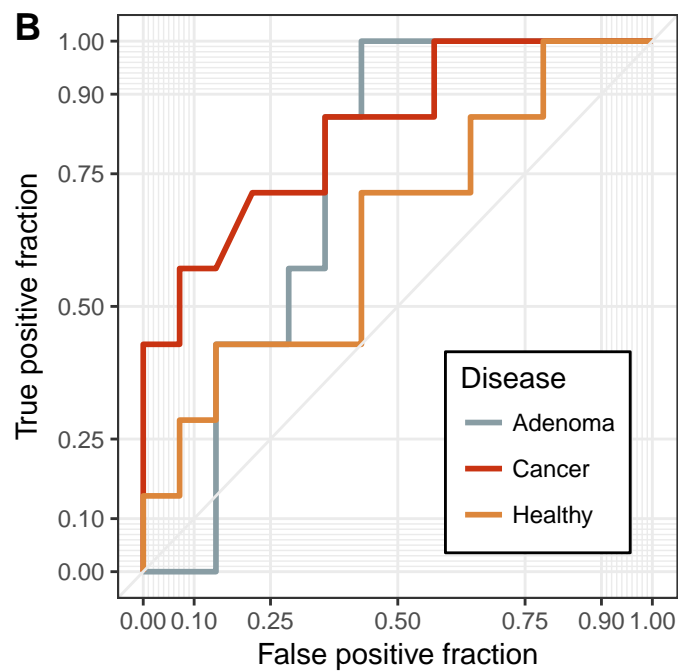 B
1.00
0.90
0.75
0.50
0.25
0.10
0.00
True positive fraction
Disease
Adenoma
Cancer
Healthy
0.00 0.10 0.25 0.50 0.75 0.90 1.00
False positive fraction